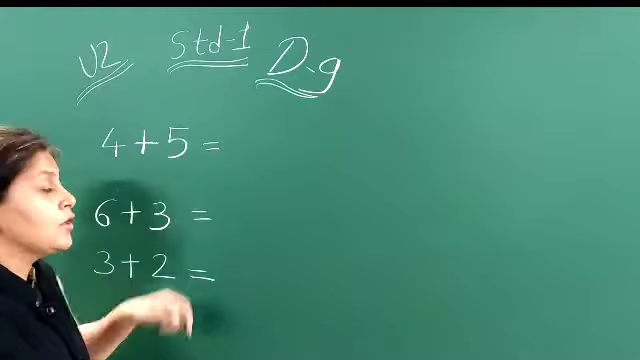 V2 Std-1 D-g
4+5=
6+3=
3+2=